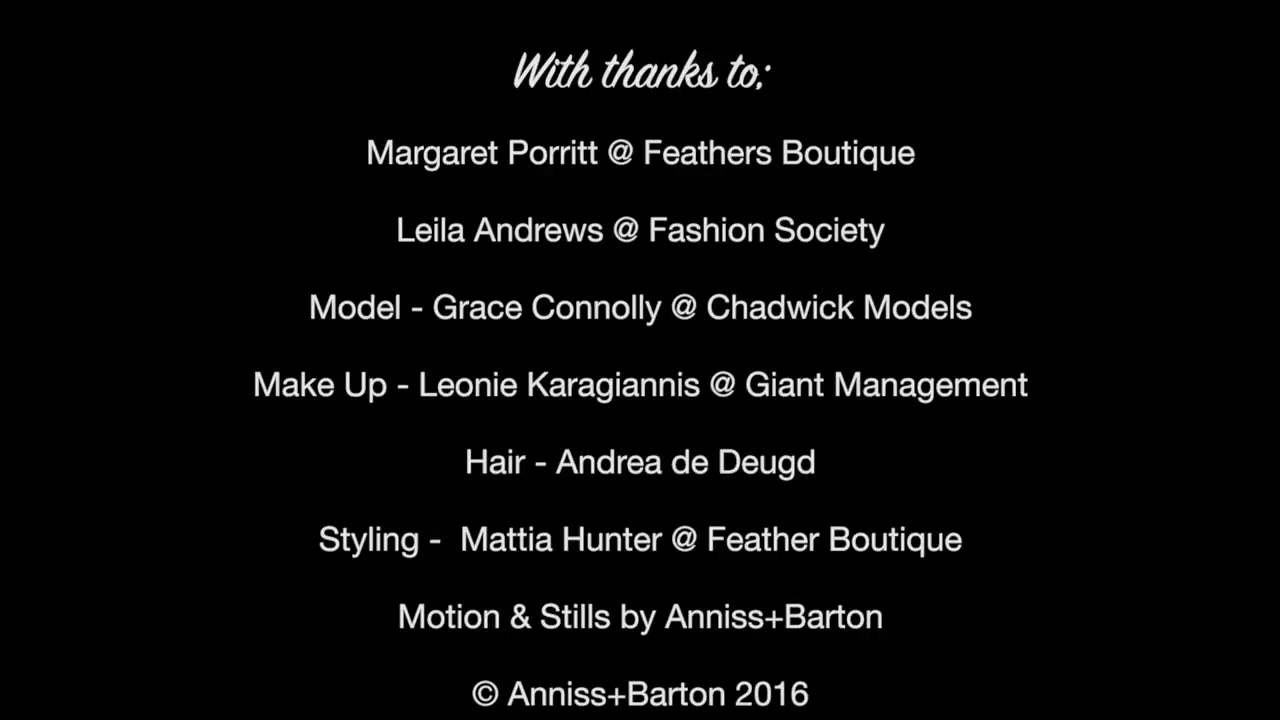 With thanks to;
Margaret Porritt @ Feathers Boutique
Leila Andrews @ Fashion Society
Model - Grace Connolly @ Chadwick Models
Make Up - Leonie Karagiannis @ Giant Management
Hair - Andrea de Deugd
Styling -  Mattia Hunter @ Feather Boutique
Motion & Stills by Anniss+Barton
© Anniss+Barton 2016